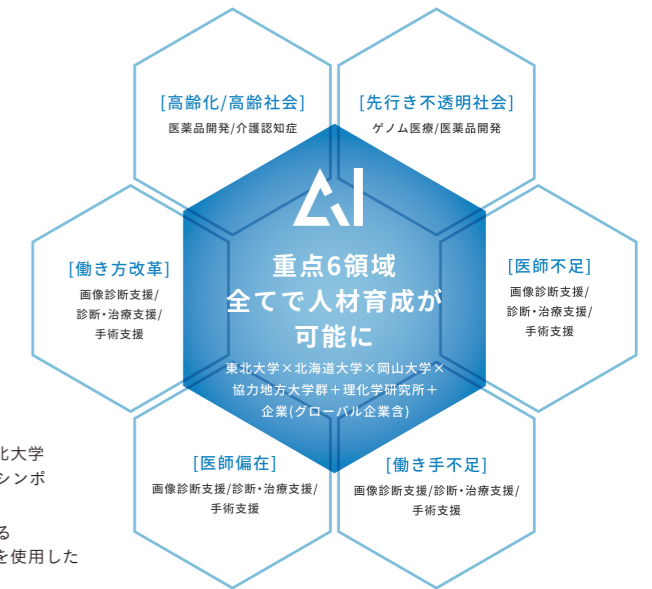 [高齢化/高齢社会]
医薬品開発/介護認知症
[先行き不透明社会]
ゲノム医療/医薬品開発
[働き方改革]
画像診断支援/
診断・治療支援/
手術支援
AI
重点6領域
全てで人材育成が
可能に
東北大学×北海道大学×岡山大学×
協力地方大学群＋理化学研究所＋
企業(グローバル企業含)
[医師不足]
画像診断支援/
診断・治療支援/
手術支援
[医師偏在]
画像診断支援/診断・治療支援/
手術支援
[働き手不足]
画像診断支援/診断・治療支援/
手術支援
北大学
シンポ
る
を使用した